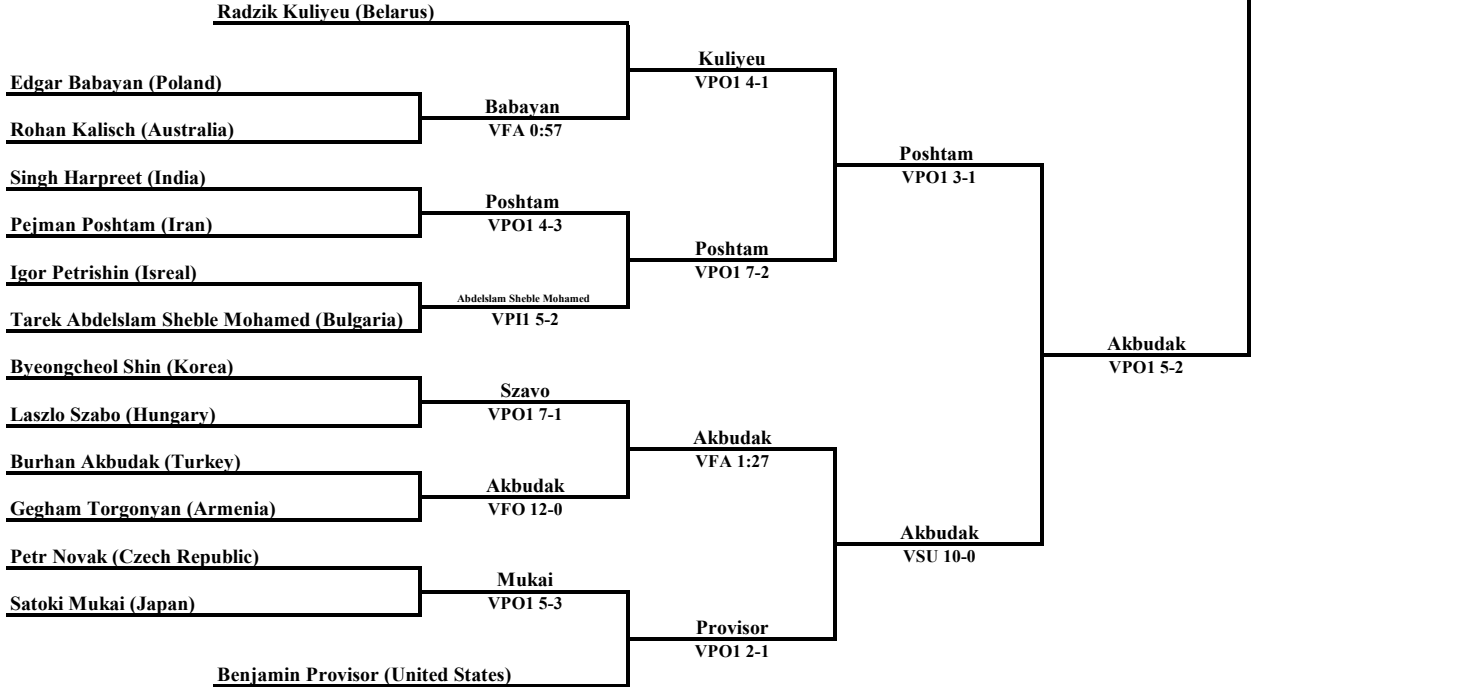 Radzik Kuliyeu (Belarus)
Kuliyeu
VPO1 4-1
Edgar Babayan (Poland)
Babayan
VFA 0:57
Rohan Kalisch (Australia)
Poshtam
VPO1 3-1
Singh Harpreet (India)
Poshtam
VPO1 4-3
Pejman Poshtam (Iran)
Poshtam
VPO1 7-2
Igor Petrishin (Isreal)
Abdelslam Sheble Mohamed
VPI1 5-2
Tarek Abdelslam Sheble Mohamed (Bulgaria)
Akbudak
VPO1 5-2
Byeongcheol Shin (Korea)
Szavo
VPO1 7-1
Laszlo Szabo (Hungary)
Akbudak
VFA 1:27
Burhan Akbudak (Turkey)
Akbudak
VFO 12-0
Gegham Torgonyan (Armenia)
Akbudak
VSU 10-0
Petr Novak (Czech Republic)
Mukai
VPO1 5-3
Satoki Mukai (Japan)
Provisor
VPO1 2-1
Benjamin Provisor (United States)